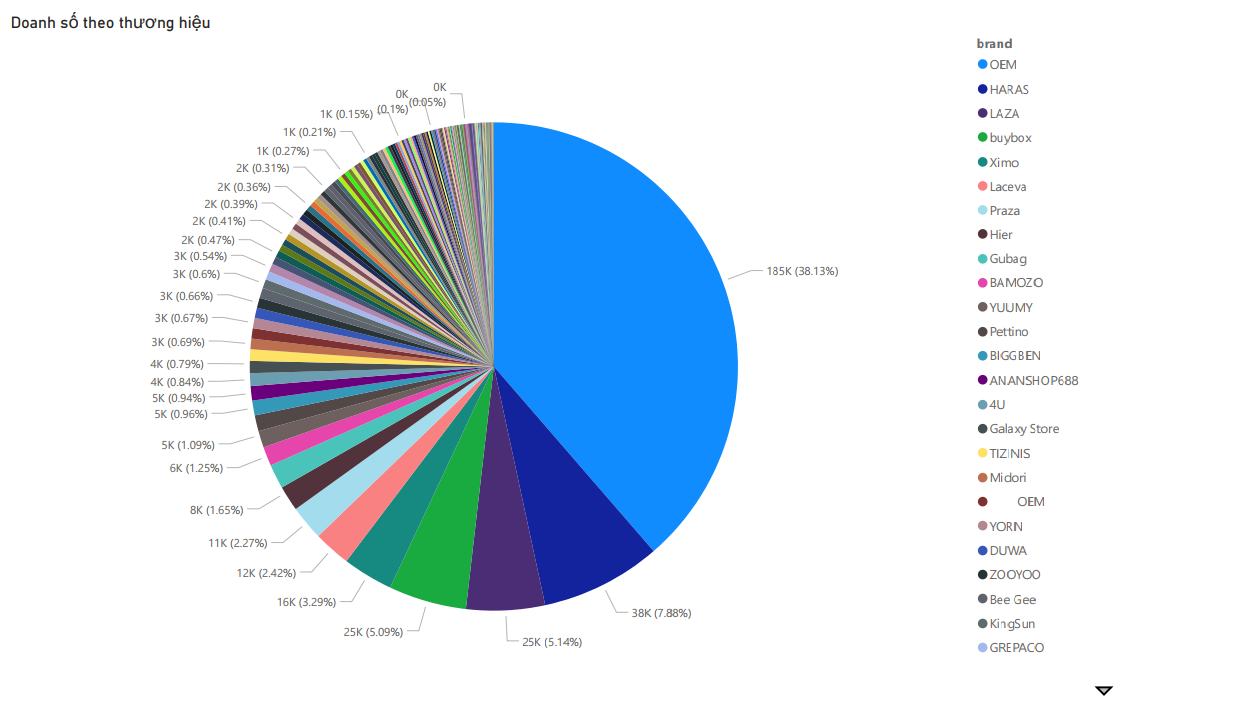 Doanh số theo thương hiệu
brand
OEM
HARAS
LAZA
buybox
Ximo
Laceva
Praza
Hier
Gubag
BAMOZO
YUUMY
Pettino
BIGGBEN
ANANSHOP688
4U
Galaxy Store
TIZINIS
Midori
OEM
YORN
DUWA
ZOOYOO
Bee Gee
KingSun
GREPACO
185K (38.13%)
38K (7.88%)
25K (5.14%)
25K (5.09%)
16K (3.29%)
12K (2.42%)
11K (2.27%)
8K (1.65%)
6K (1.25%)
5K (1.09%)
5K (0.96%)
5K (0.94%)
4K (0.84%)
4K (0.79%)
3K (0.69%)
3K (0.67%)
3K (0.66%)
3K (0.6%)
3K (0.54%)
2K (0.47%)
2K (0.41%)
2K (0.39%)
2K (0.36%)
2K (0.31%)
1K (0.27%)
1K (0.21%)
1K (0.15%)
0K
(0.1%)
0K
(0.05%)